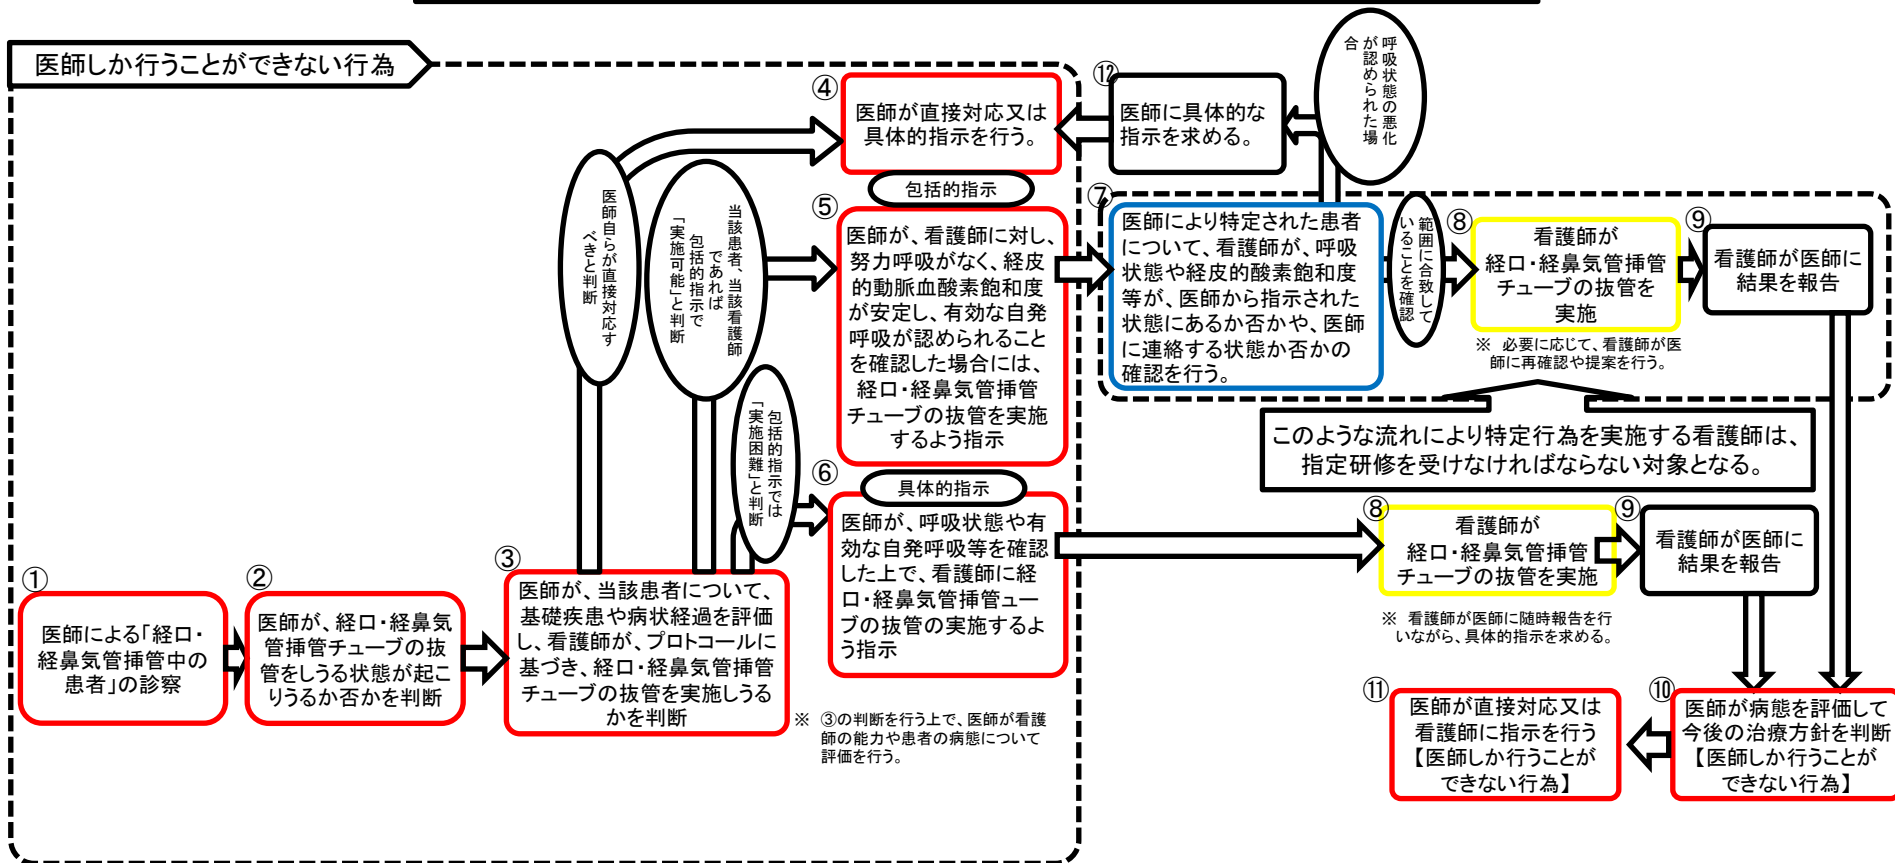 医師しか行うことができない行為
①
医師による「経口・
経鼻気管挿管中の
患者」の診察
②
医師が、経口・経鼻気
管挿管チューブの抜
管をしうる状態が起こ
りうるか否かを判断
③
医師が、当該患者について、
基礎疾患や病状経過を評価
し、看護師が、プロトコールに
基づき、経口・経鼻気管挿管
チューブの抜管を実施しうる
かを判断
※ ③の判断を行う上で、医師が看護
師の能力や患者の病態について
評価を行う。
医師自らが直接対応す
べきと判断
当該患者、当該看護師
であれば
包括的指示で
「実施可能」と判断
包括的指示では
「実施困難」と判断
④
医師が直接対応又は
具体的指示を行う。
包括的指示
⑤
医師が、看護師に対し、
努力呼吸がなく、経皮
的動脈血酸素飽和度
が安定し、有効な自発
呼吸が認められること
を確認した場合には、
経口・経鼻気管挿管
チューブの抜管を実施
するよう指示
⑥
具体的指示
医師が、呼吸状態や有
効な自発呼吸等を確認
した上で、看護師に経
口・経鼻気管挿管ュー
ブの抜管の実施するよ
う指示
⑫
医師に具体的な
指示を求める。
呼吸状態の悪化
が認められた場
合
⑦
医師により特定された患者
について、看護師が、呼吸
状態や経皮的酸素飽和度
等が、医師から指示された
状態にあるか否かや、医師
に連絡する状態か否かの
確認を行う。
範囲に合致して
いることを確認
⑧
看護師が
経口・経鼻気管挿管
チューブの抜管を
実施
※ 必要に応じて、看護師が医
師に再確認や提案を行う。
⑨
看護師が医師に
結果を報告
このような流れにより特定行為を実施する看護師は、
指定研修を受けなければならない対象となる。
⑧
看護師が
経口・経鼻気管挿管
チューブの抜管を実施
※ 看護師が医師に随時報告を行
いながら、具体的指示を求める。
⑨
看護師が医師に
結果を報告
⑩
医師が病態を評価して
今後の治療方針を判断
【医師しか行うことが
できない行為】
⑪
医師が直接対応又は
看護師に指示を行う
【医師しか行うことが
できない行為】